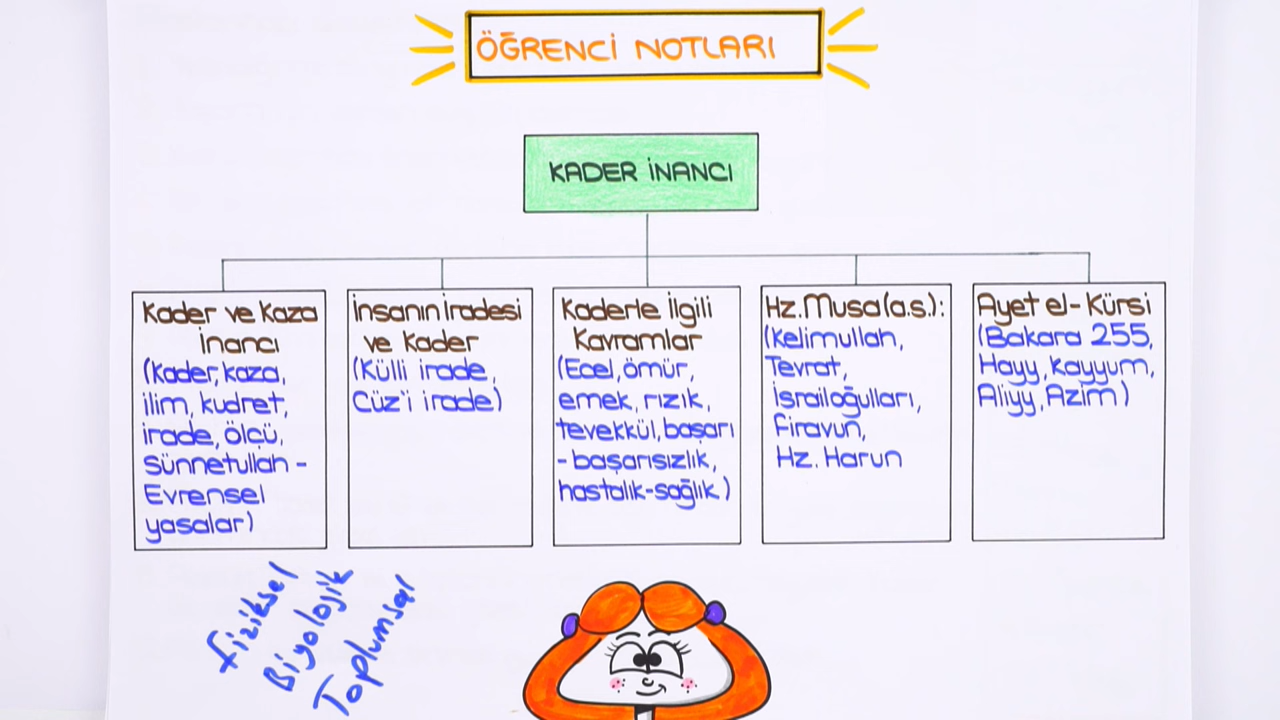 ÖĞRENCİ NOTLARI
KADER İNANCI
Kader ve Kaza
İnancı
(Kader, kaza,
ilim, kudret,
irade, ölçü,
Sünnetullah -
Evrensel
yasalar)
İnsanın İradesi
ve Kader
(Külli irade,
Cüz'i irade)
Kaderle İlgili
Kavramlar
(Ecel, ömür,
emek, rızık,
tevekkül, başarı
- başarısızlık,
hastalık-sağlık)
Hz. Musa (a.s.):
(Kelimullah,
Tevrat,
İsrailoğulları,
Firavun,
Hz. Harun
Ayet el-Kürsi
(Bakara 255,
Hayy, Kayyum,
Aliyy, Azim)
fiziksel
Biyolojik
Toplumsal